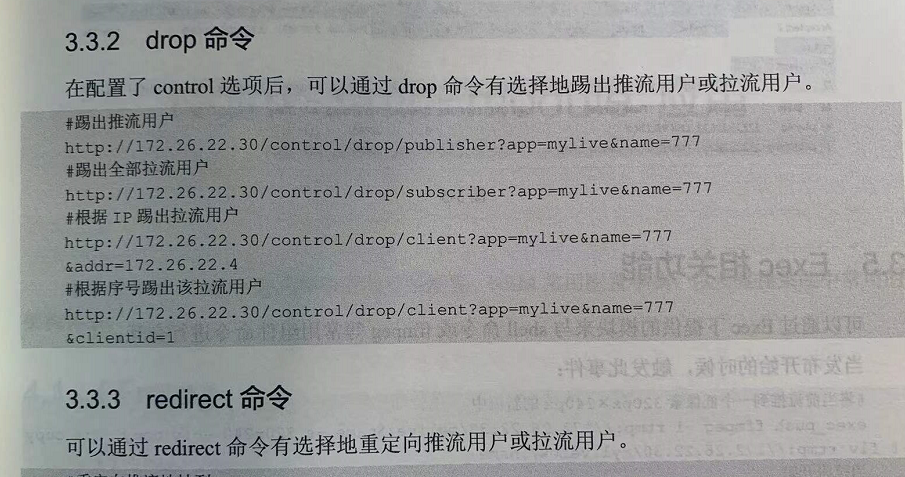 3.3.2 drop 命令
在配置了 control 选项后，可以通过 drop 命令有选择地踢出推流用户或拉流用户。
#踢出推流用户
http://172.26.22.30/control/drop/publisher?app=mylive&name=777
#踢出全部拉流用户
http://172.26.22.30/control/drop/subscriber?app=mylive&name=777
#根据 IP 踢出拉流用户
http://172.26.22.30/control/drop/client?app=mylive&name=777
&addr=172.26.22.4
#根据序号踢出该拉流用户
http://172.26.22.30/control/drop/client?app=mylive&name=777
&clientid=1
3.3.3 redirect 命令
可以通过 redirect 命令有选择地重定向推流用户或拉流用户。